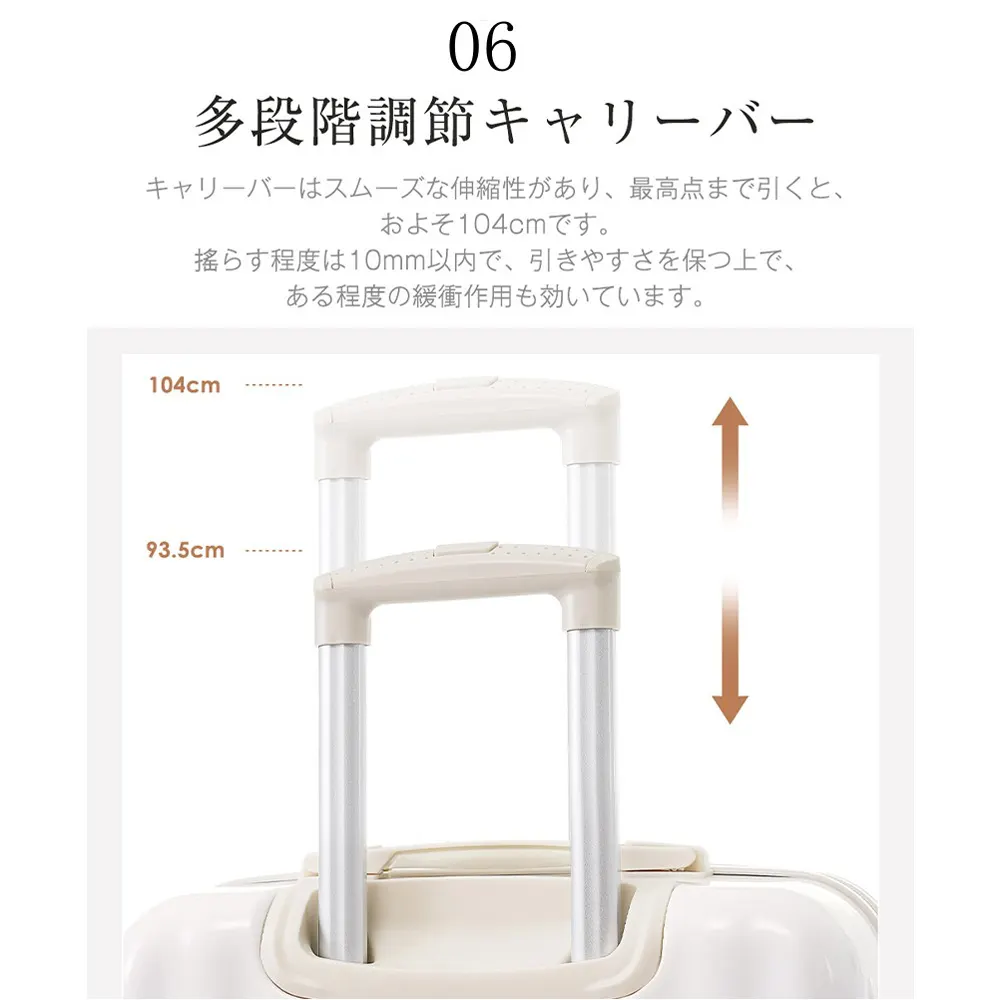 06
多段階調節キャリーバー
キャリーバーはスムーズな伸縮性があり、最高点まで引くと、
およそ104cmです。
搖らす程度は10mm以内で、引きやすさを保つ上で、
ある程度の緩衝作用も効いています。
104cm
93.5cm